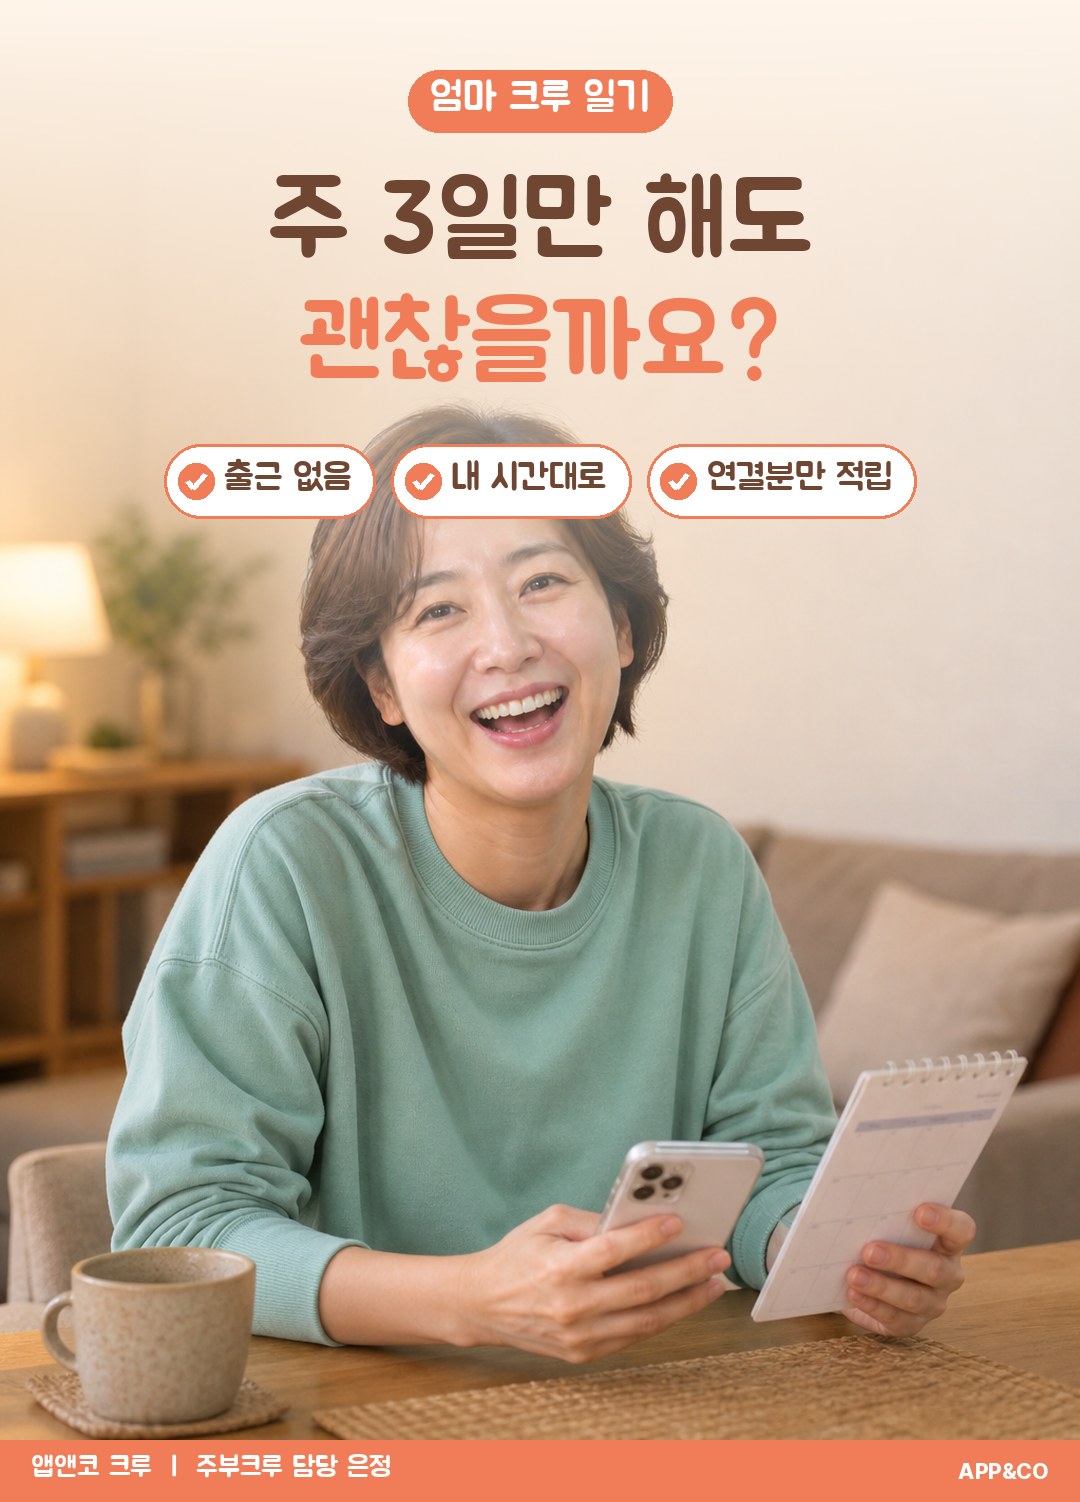 엄마 크루 일기
주 3일만 해도
괜찮을까요?
출근 없음
내 시간대로
연결분만 적립
앱앤코 크루 | 주부크루 담당 은정
APP&CO